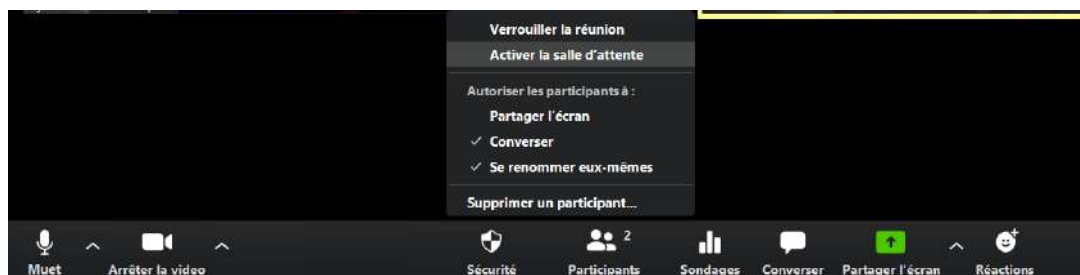 Verrouiller la réunion
Activer la salle d'attente
Autoriser les participants à :
Partager l'écran
Converser
Se renommer eux-mêmes
Supprimer un participant...
Muet
Arrêter la video
Sécurité
Participants 2
Sondages
Converser
Partager l'écran
Réactions